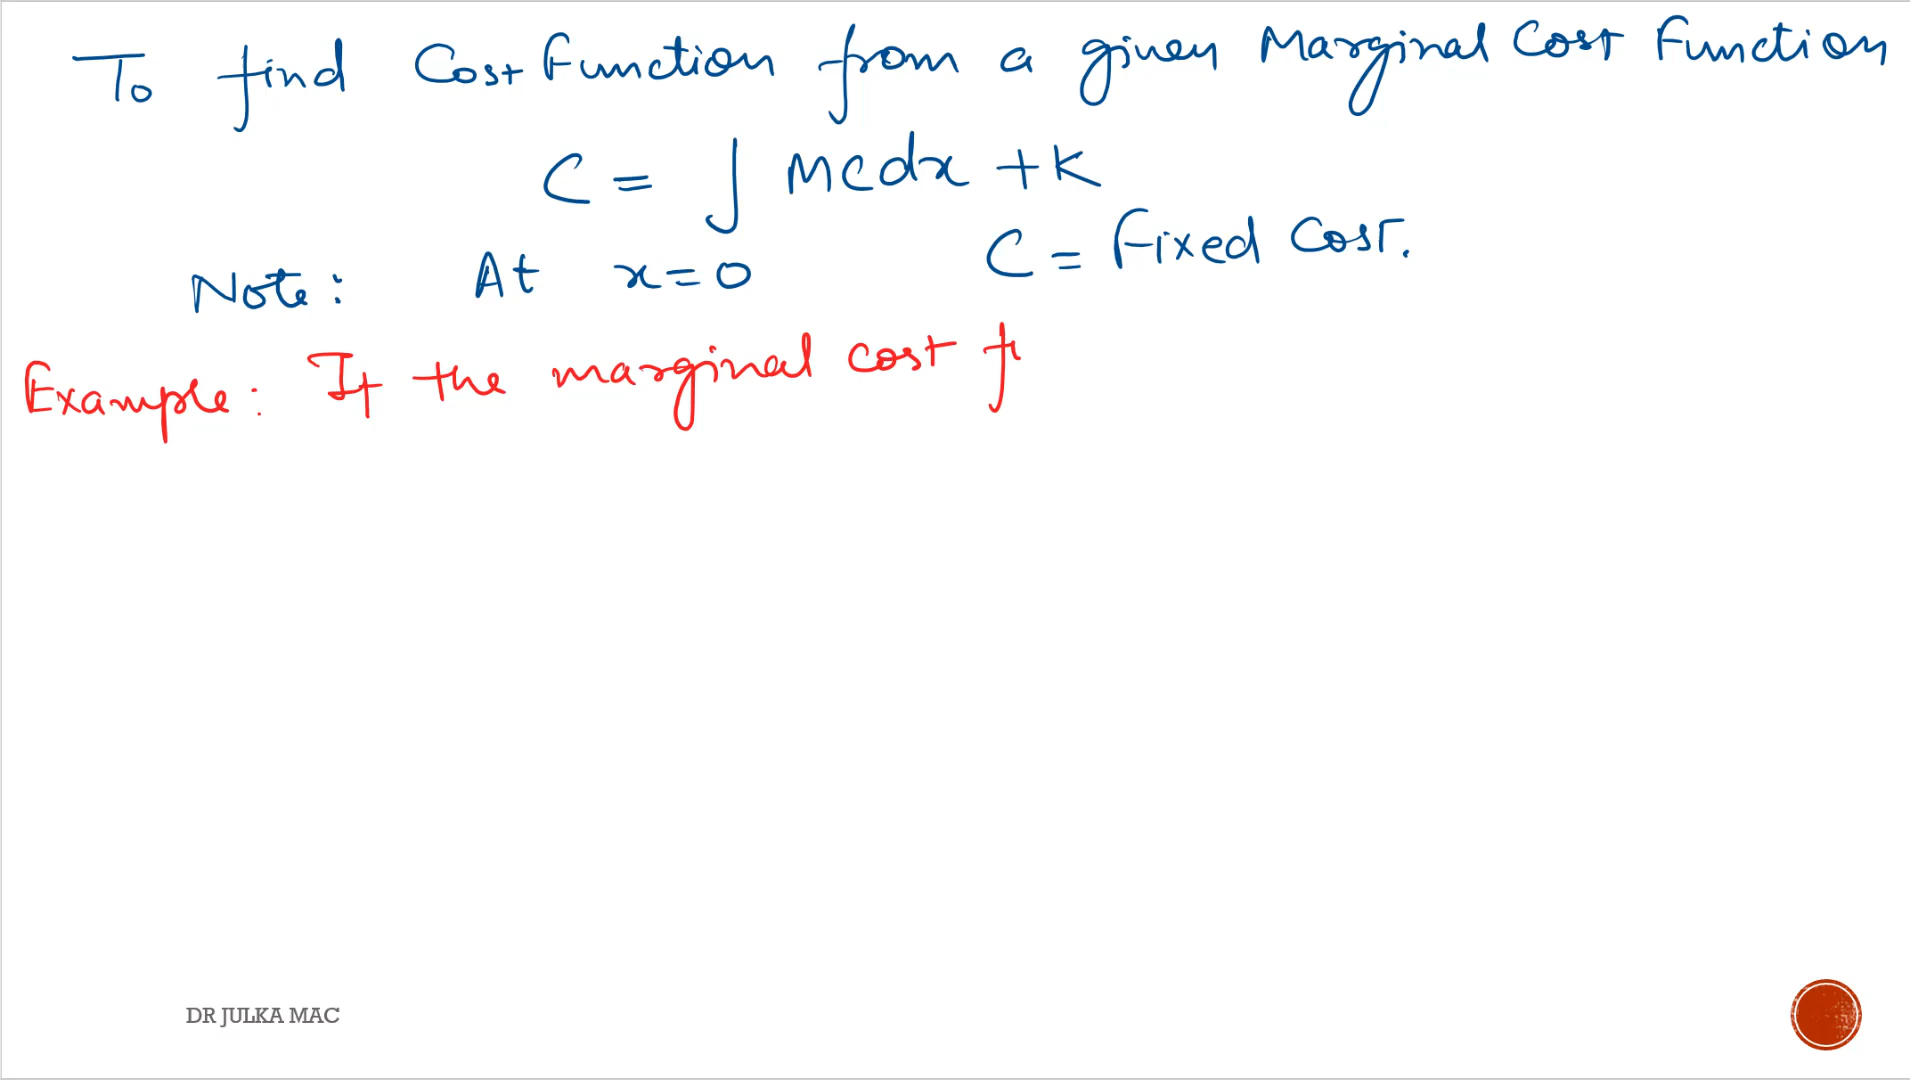 To find Cost Function from a given Marginal Cost Function
C = ∫ MC dx + K
Note: At x = 0 C = Fixed Cost.
Example: If the marginal cost f
DR JULKA MAC